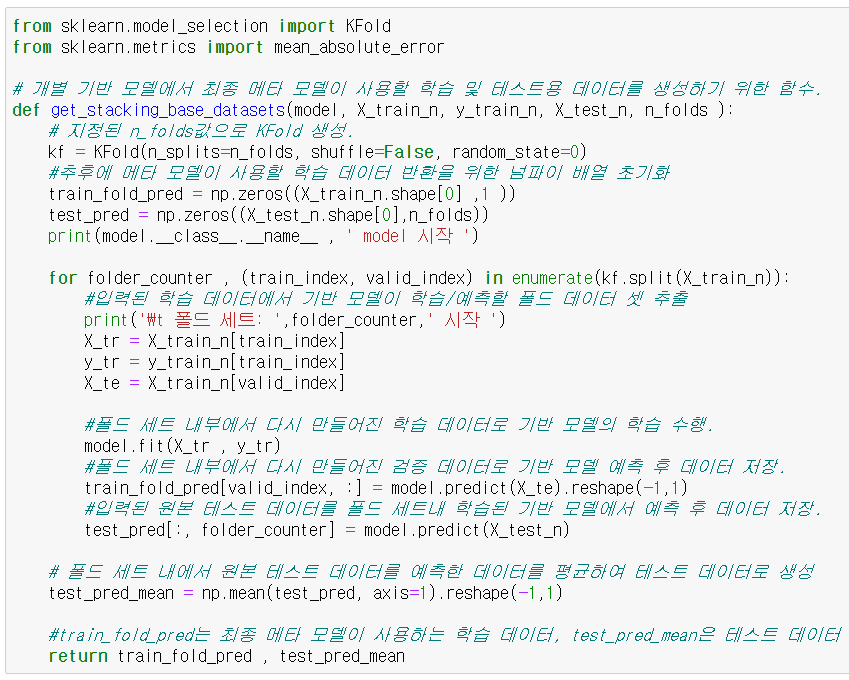 from sklearn.model_selection import KFold
from sklearn.metrics import mean_absolute_error

# 개별 기반 모델에서 최종 메타 모델이 사용할 학습 및 테스트용 데이터를 생성하기 위한 함수.
def get_stacking_base_datasets(model, X_train_n, y_train_n, X_test_n, n_folds ):
    # 지정된 n_folds값으로 KFold 생성.
    kf = KFold(n_splits=n_folds, shuffle=False, random_state=0)
    #추후에 메타 모델이 사용할 학습 데이터 반환을 위한 넘파이 배열 초기화
    train_fold_pred = np.zeros((X_train_n.shape[0] ,1 ))
    test_pred = np.zeros((X_test_n.shape[0],n_folds))
    print(model.__class__.__name__ , ' model 시작 ')

    for folder_counter , (train_index, valid_index) in enumerate(kf.split(X_train_n)):
        #입력된 학습 데이터에서 기반 모델이 학습/예측할 폴드 데이터 셋 추출
        print('₩t 폴드 세트: ',folder_counter,' 시작 ')
        X_tr = X_train_n[train_index]
        y_tr = y_train_n[train_index]
        X_te = X_train_n[valid_index]

        #폴드 세트 내부에서 다시 만들어진 학습 데이터로 기반 모델의 학습 수행.
        model.fit(X_tr , y_tr)
        #폴드 세트 내부에서 다시 만들어진 검증 데이터로 기반 모델 예측 후 데이터 저장.
        train_fold_pred[valid_index, :] = model.predict(X_te).reshape(-1,1)
        #입력된 원본 테스트 데이터를 폴드 세트내 학습된 기반 모델에서 예측 후 데이터 저장.
        test_pred[:, folder_counter] = model.predict(X_test_n)

    # 폴드 세트 내에서 원본 테스트 데이터를 예측한 데이터를 평균하여 테스트 데이터로 생성
    test_pred_mean = np.mean(test_pred, axis=1).reshape(-1,1)

    #train_fold_pred는 최종 메타 모델이 사용하는 학습 데이터, test_pred_mean은 테스트 데이터
    return train_fold_pred , test_pred_mean